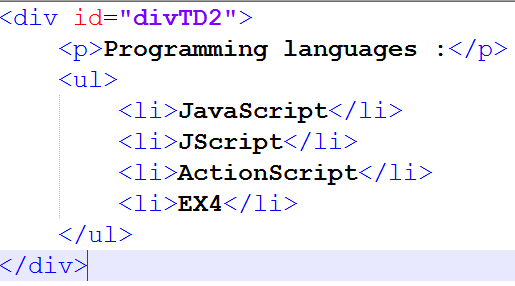 <div id="divTD2">
<p>Programming languages :</p>
<ul>
<li>JavaScript</li>
<li>JScript</li>
<li>ActionScript</li>
<li>EX4</li>
</ul>
</div>